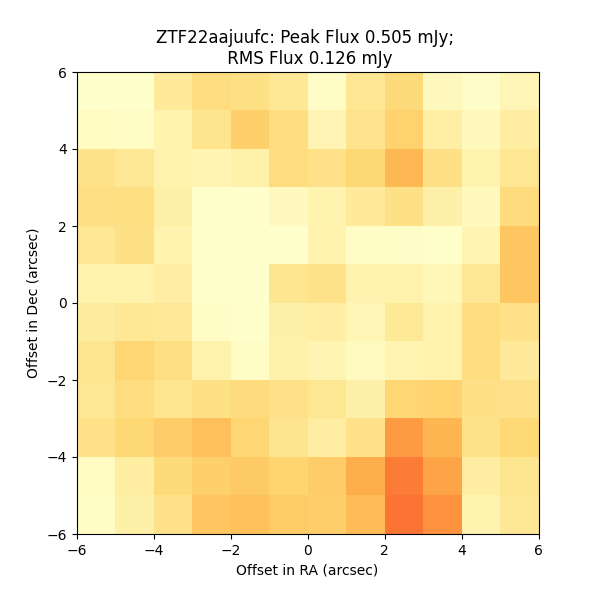 ZTF22aajuufc: Peak Flux 0.505 mJy;
RMS Flux 0.126 mJy
6
4
2
0
−2
−4
−6
Offset in Dec (arcsec)
−6 −4 −2 0 2 4 6
Offset in RA (arcsec)